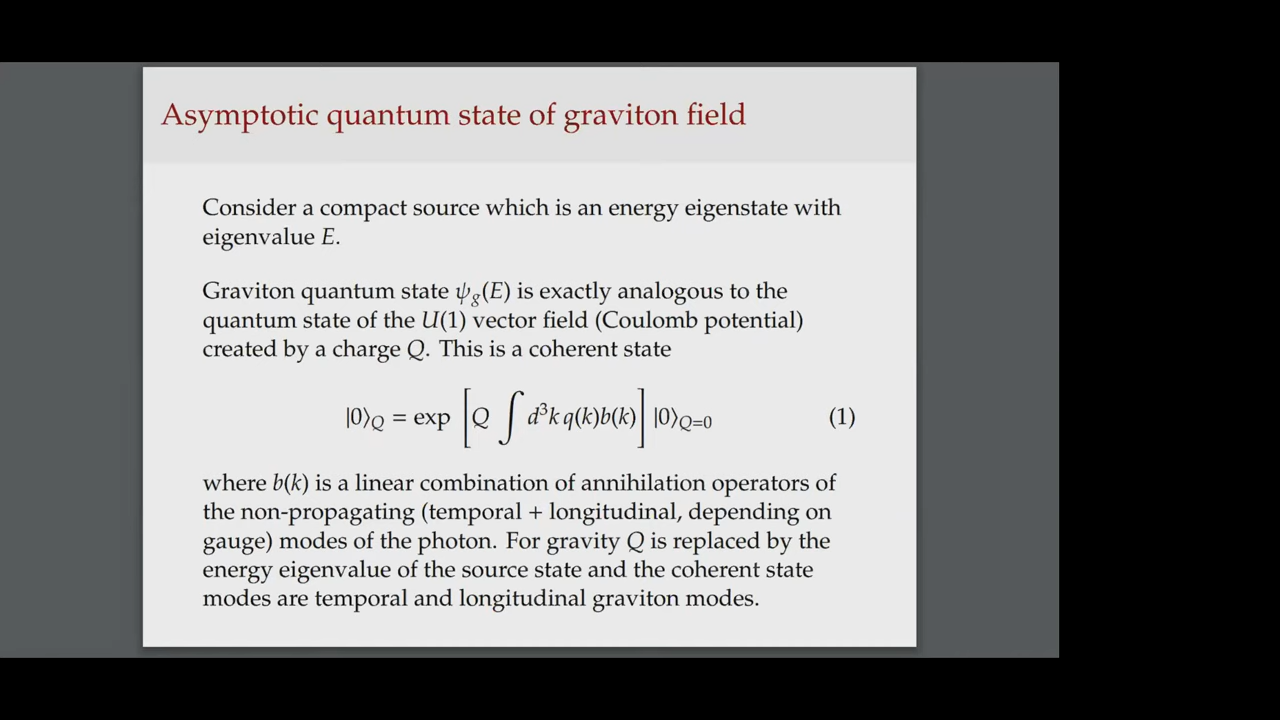 Asymptotic quantum state of graviton field
Consider a compact source which is an energy eigenstate with
eigenvalue E.
Graviton quantum state ψ_g(E) is exactly analogous to the
quantum state of the U(1) vector field (Coulomb potential)
created by a charge Q. This is a coherent state
|0⟩_Q = exp [Q ∫ d³k q(k)b(k)] |0⟩_{Q=0} (1)
where b(k) is a linear combination of annihilation operators of
the non-propagating (temporal + longitudinal, depending on
gauge) modes of the photon. For gravity Q is replaced by the
energy eigenvalue of the source state and the coherent state
modes are temporal and longitudinal graviton modes.